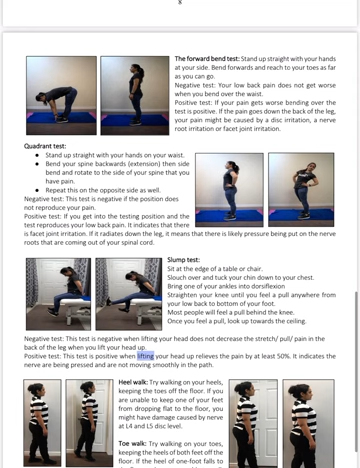 8
The forward bend test: Stand up straight with your hands
at your side. Bend forwards and reach to your toes as far
as you can go.
Negative test: Your low back pain does not get worse
when you bend over the waist.
Positive test: If your pain gets worse bending over the
test is positive. If the pain goes down the back of the leg,
your pain might be caused by a disc irritation, a nerve
root irritation or facet joint irritation.
Quadrant test:
● Stand up straight with your hands on your waist.
● Bend your spine backwards (extension) then side
bend and rotate to the side of your spine that you
have pain.
● Repeat this on the opposite side as well.
Negative test: This test is negative if the position does
not reproduce your pain.
Positive test: If you get into the testing position and the
test reproduces your low back pain. It indicates that there
is facet joint irritation. If it radiates down the leg, it means that there is likely pressure being put on the nerve
roots that are coming out of your spinal cord.
Slump test:
Sit at the edge of a table or chair.
Slouch over and tuck your chin down to your chest.
Bring one of your ankles into dorsiflexion
Straighten your knee until you feel a pull anywhere from
your low back to bottom of your foot.
Most people will feel a pull behind the knee.
Once you feel a pull, look up towards the ceiling.
Negative test: This test is negative when lifting your head does not decrease the stretch/ pull/ pain in the
back of the leg when you lift your head up.
Positive test: This test is positive when lifting your head up relieves the pain by at least 50%. It indicates the
nerve are being pressed and are not moving smoothly in the path.
Heel walk: Try walking on your heels,
keeping the toes off the floor. If you
are unable to keep one of your feet
from dropping flat to the floor, you
might have damage caused by nerve
at L4 and L5 disc level.
Toe walk: Try walking on your toes,
keeping the heels of both feet off the
floor. If the heel of one-foot falls to